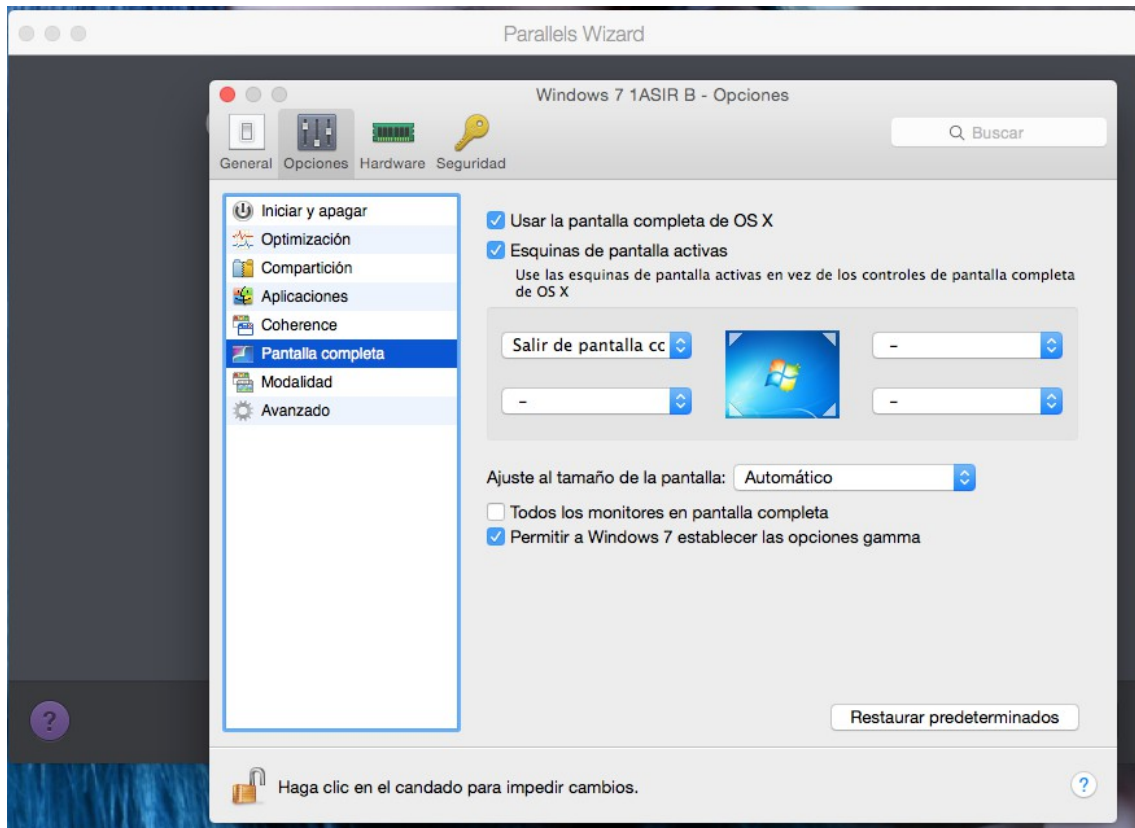 Parallels Wizard
Windows 7 1ASIR B - Opciones
General Opciones Hardware Seguridad
Buscar
Iniciar y apagar
Optimización
Compartición
Aplicaciones
Coherence
Pantalla completa
Modalidad
Avanzado
Usar la pantalla completa de OS X
Esquinas de pantalla activas
Use las esquinas de pantalla activas en vez de los controles de pantalla completa
de OS X
Salir de pantalla cc
-
-
-
Ajuste al tamaño de la pantalla: Automático
Todos los monitores en pantalla completa
Permitir a Windows 7 establecer las opciones gamma
Restaurar predeterminados
?
Haga clic en el candado para impedir cambios.
?